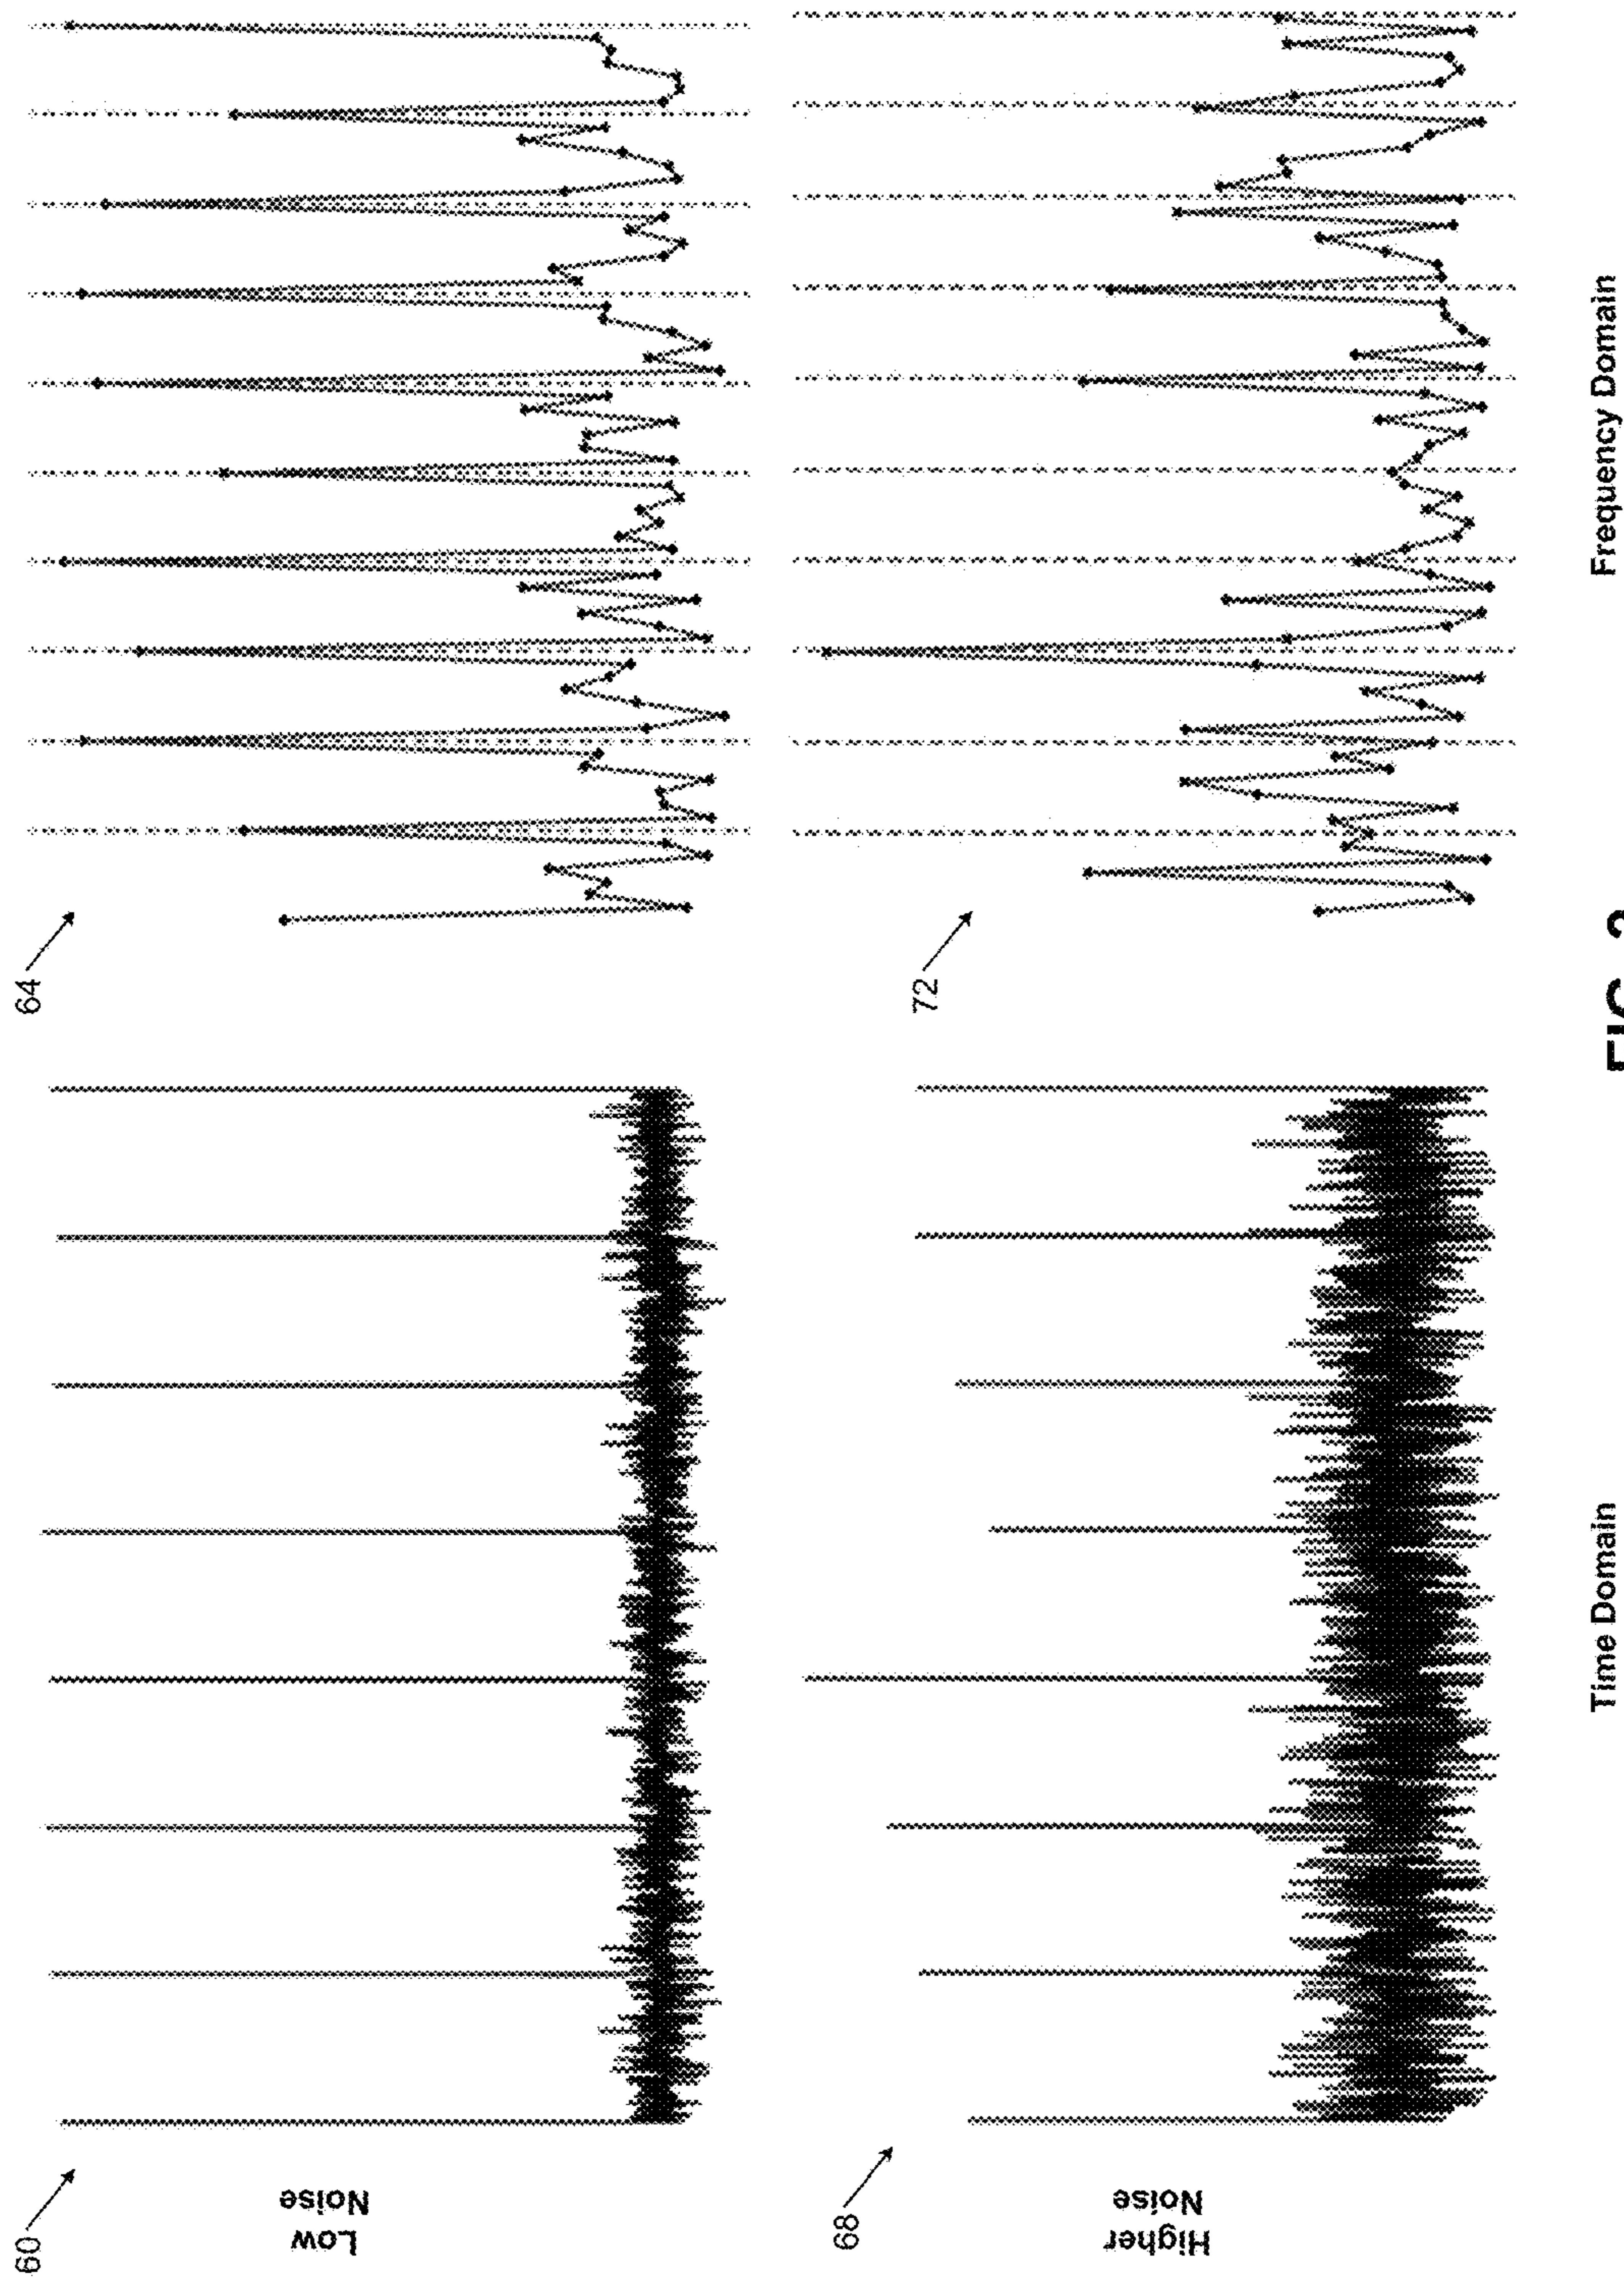 60
Low
Noise
64
68
Higher
Noise
72
Time Domain
Frequency Domain